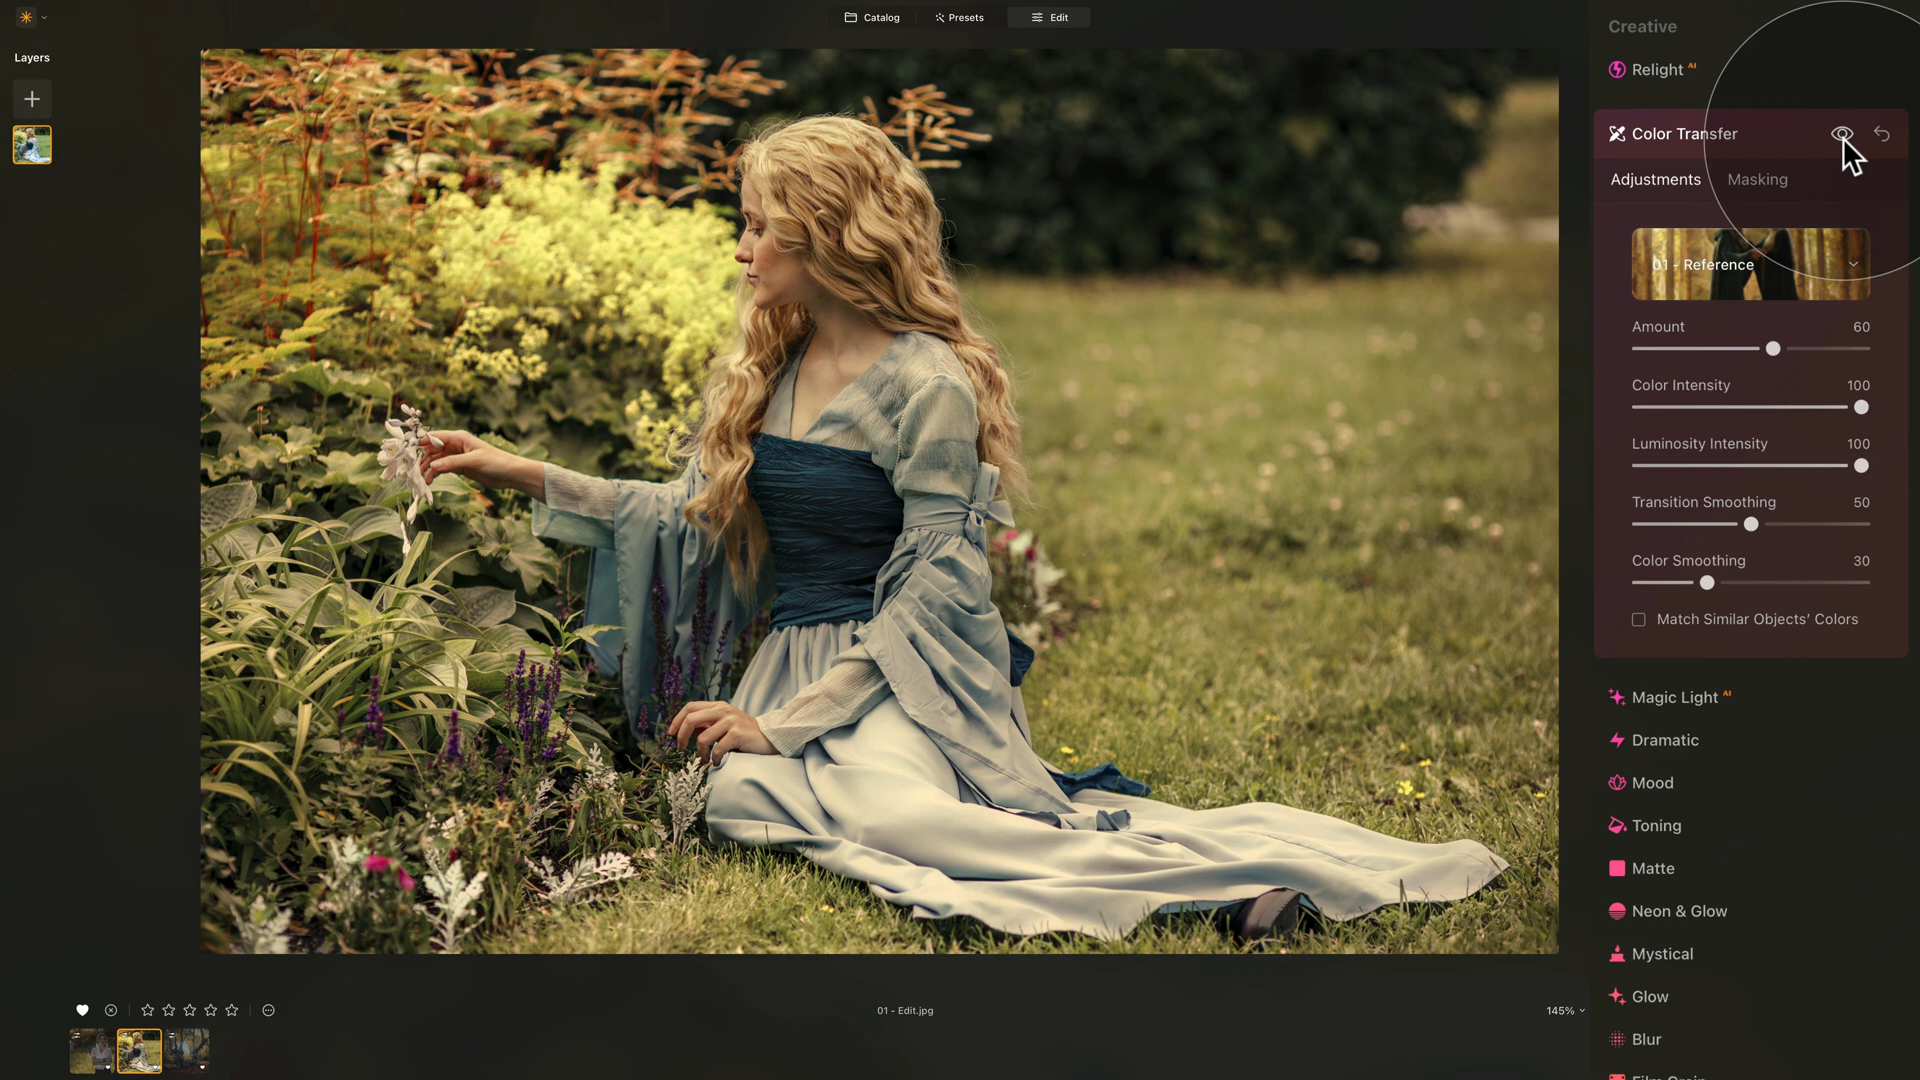 Catalog
Presets
Edit
Layers
Creative
Relight AI
Color Transfer
Adjustments
Masking
01 - Reference
Amount 60
Color Intensity 100
Luminosity Intensity 100
Transition Smoothing 50
Color Smoothing 30
Match Similar Objects’ Colors
Magic Light AI
Dramatic
Mood
Toning
Matte
Neon & Glow
Mystical
Glow
Blur
Film Grain
01 - Edit.jpg
145%